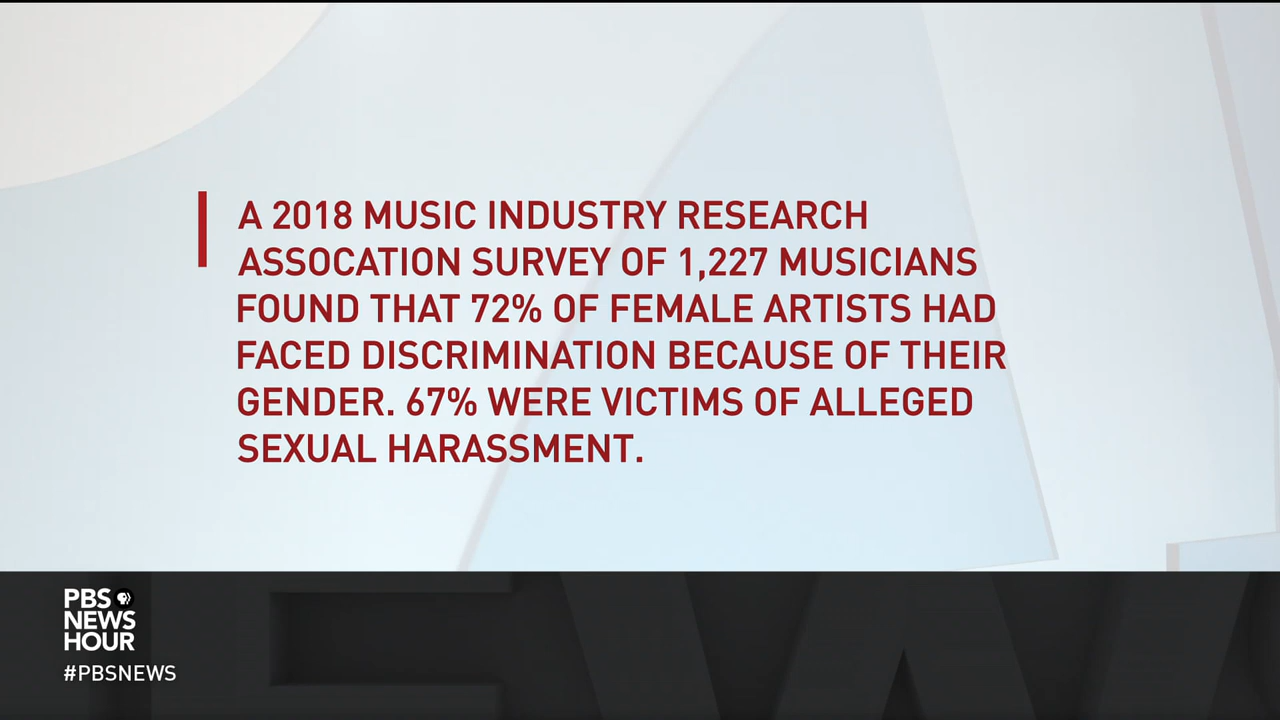 A 2018 MUSIC INDUSTRY RESEARCH
ASSOCATION SURVEY OF 1,227 MUSICIANS
FOUND THAT 72% OF FEMALE ARTISTS HAD
FACED DISCRIMINATION BECAUSE OF THEIR
GENDER. 67% WERE VICTIMS OF ALLEGED
SEXUAL HARASSMENT.
PBS
NEWS
HOUR
#PBSNEWS